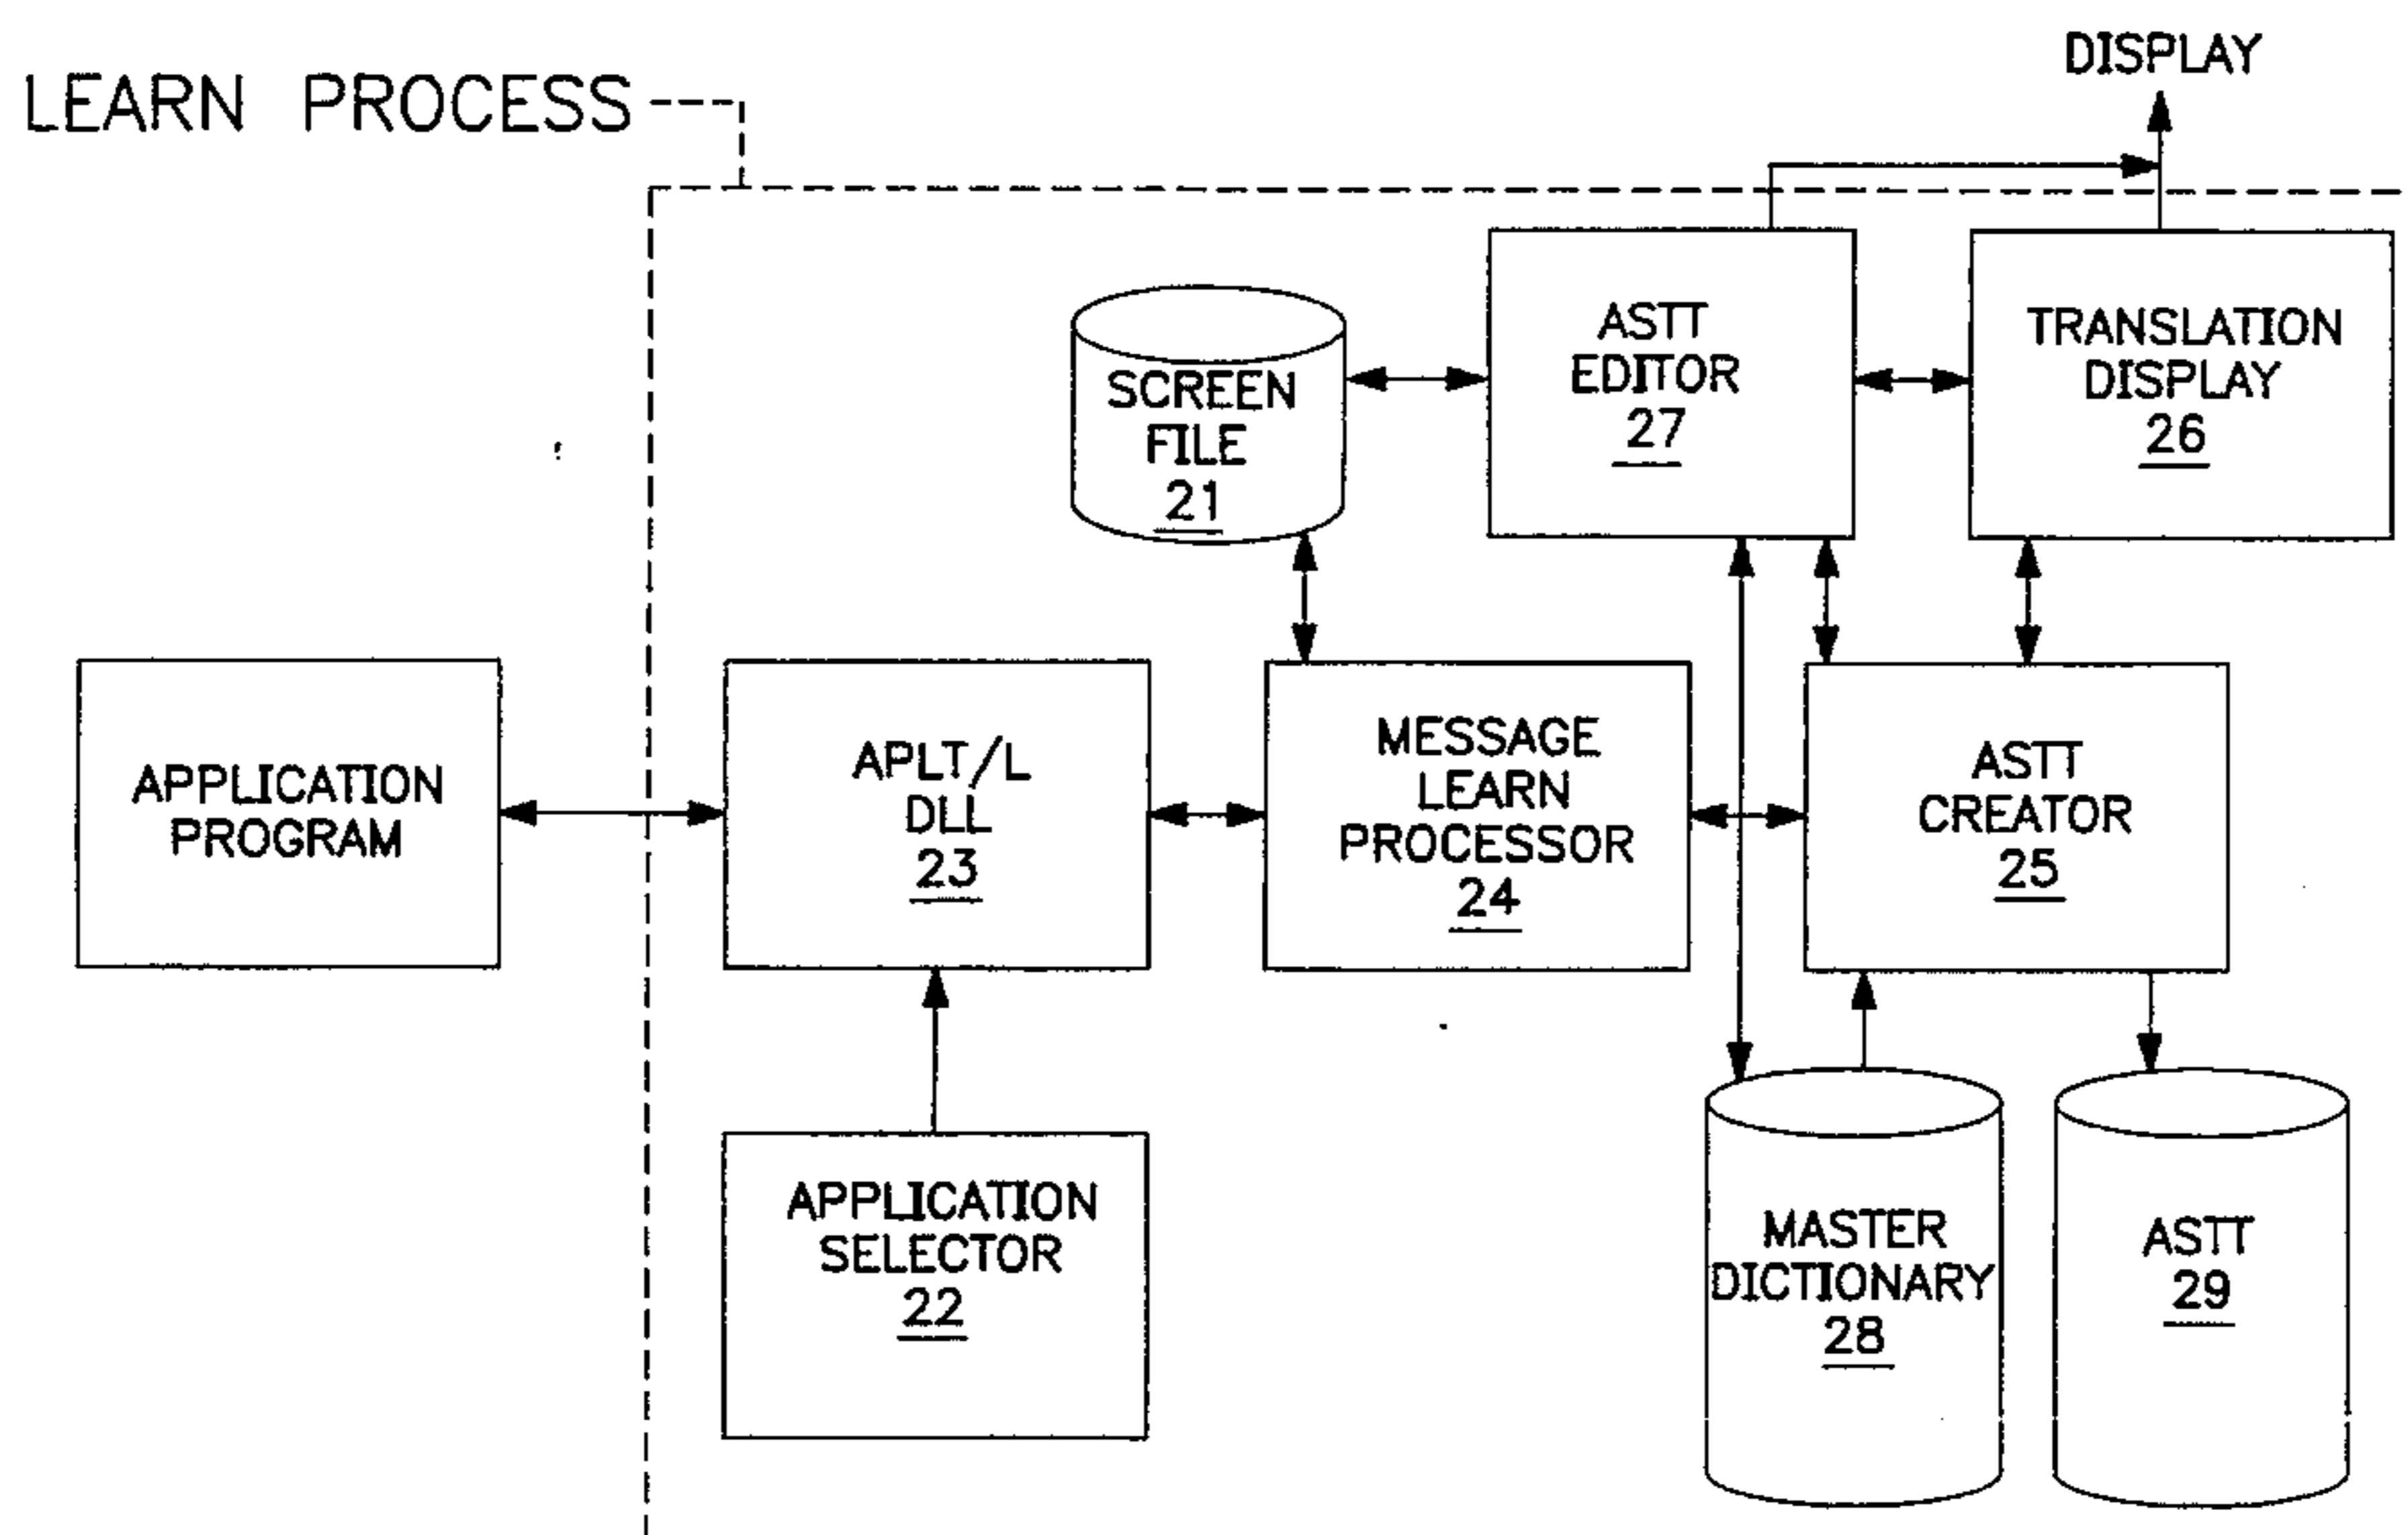 DISPLAY
LEARN PROCESS
SCREEN
FILE
21
ASTT
EDITOR
27
TRANSLATION
DISPLAY
26
APPLICATION
PROGRAM
APLT/L
DLL
23
MESSAGE
LEARN
PROCESSOR
24
ASTT
CREATOR
25
APPLICATION
SELECTOR
22
MASTER
DICTIONARY
28
ASTT
29